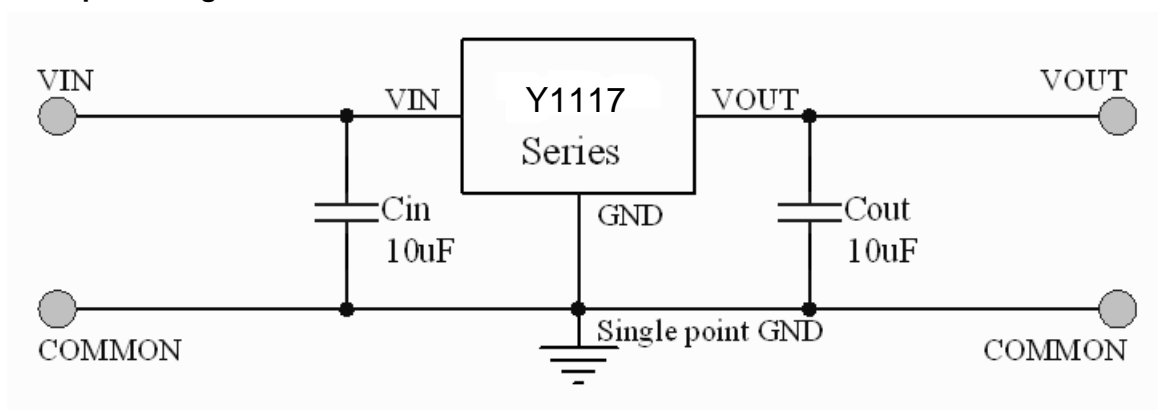 VIN
VIN
Y1117
Series
VOUT
VOUT
Cin
10uF
GND
Cout
10uF
COMMON
Single point GND
COMMON